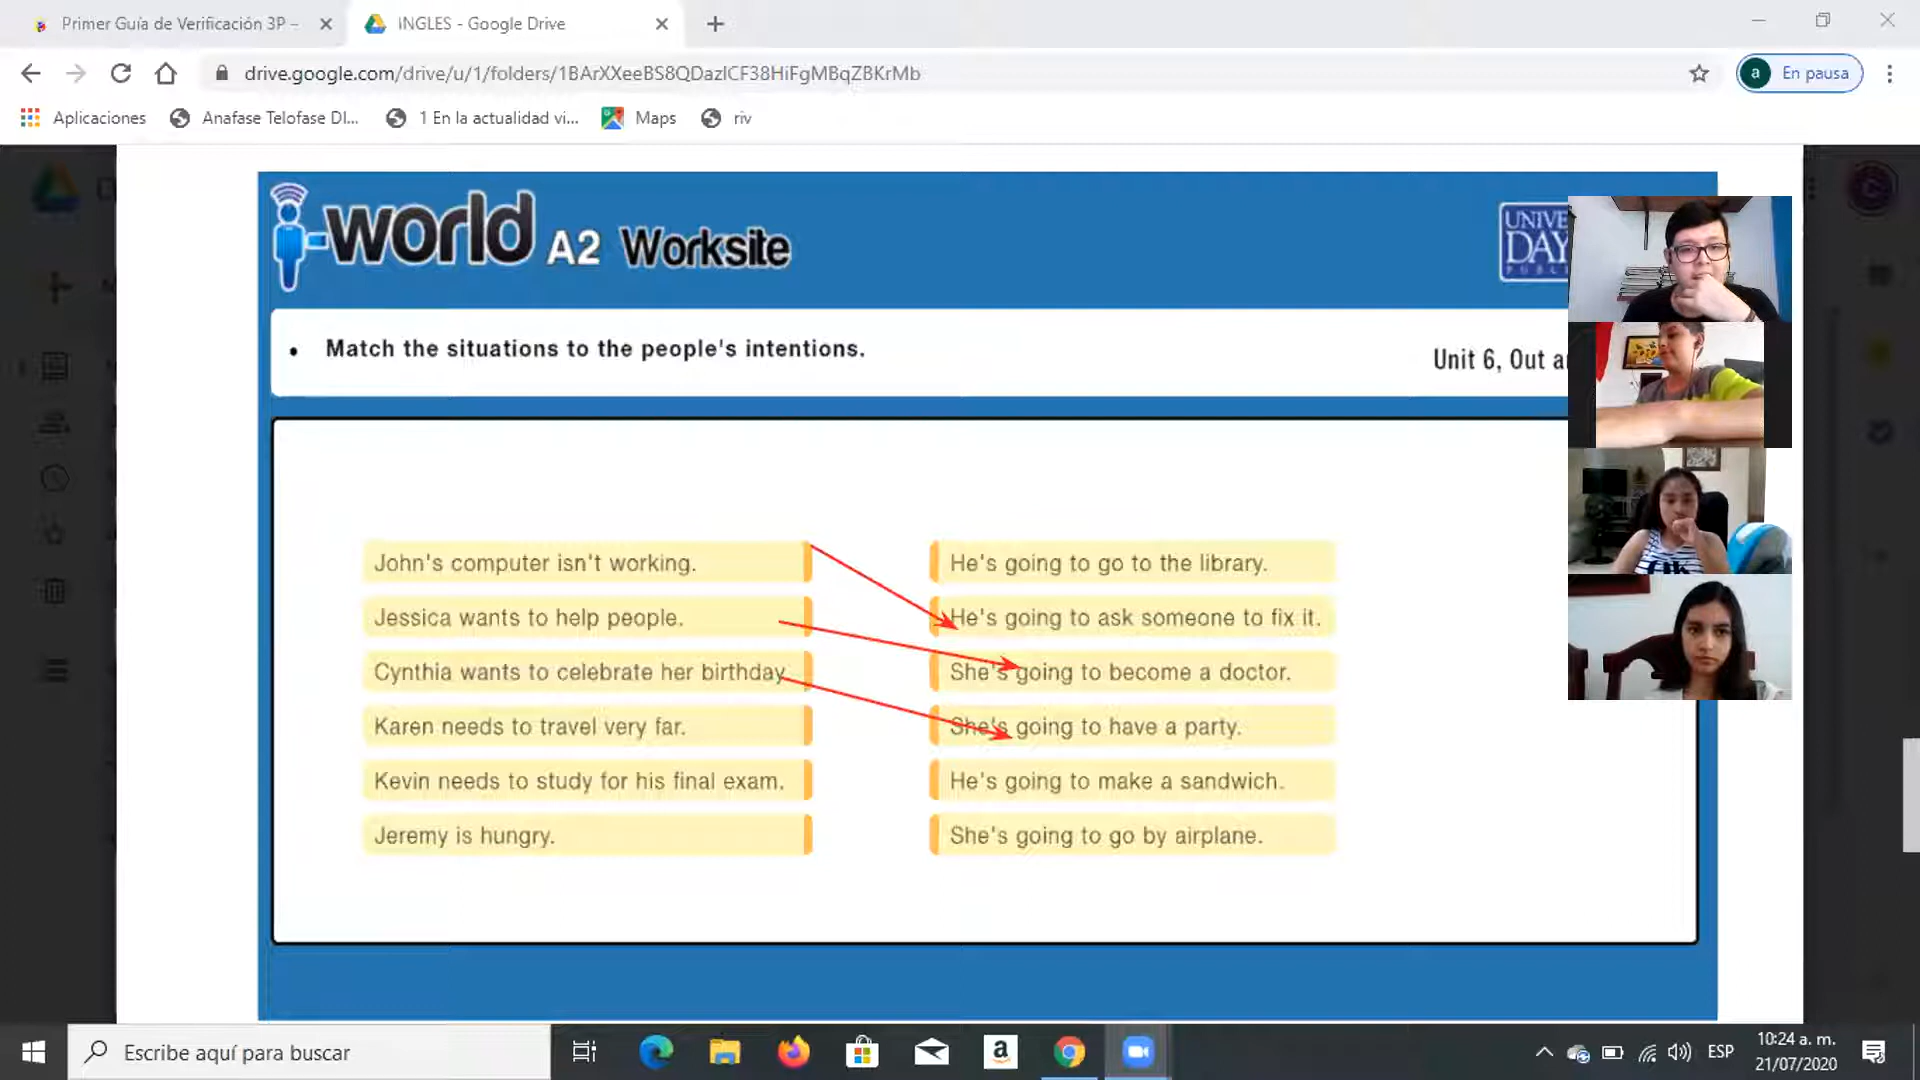 Primer Guía de Verificación 3P –
INGLES - Google Drive
drive.google.com/drive/u/1/folders/1BArXXeeBS8QDazICF38HiFgMBqZBKrMb
a En pausa
Aplicaciones
Anafase Telofase DI...
1 En la actualidad vi...
Maps
riv
i-world A2 Worksite
UNIVE
DAY
PUBL
• Match the situations to the people's intentions.
Unit 6, Out a
John's computer isn't working.
He's going to go to the library.
Jessica wants to help people.
He's going to ask someone to fix it.
Cynthia wants to celebrate her birthday
She's going to become a doctor.
Karen needs to travel very far.
She's going to have a party.
Kevin needs to study for his final exam.
He's going to make a sandwich.
Jeremy is hungry.
She's going to go by airplane.
Escribe aquí para buscar
ESP
10:24 a. m.
21/07/2020